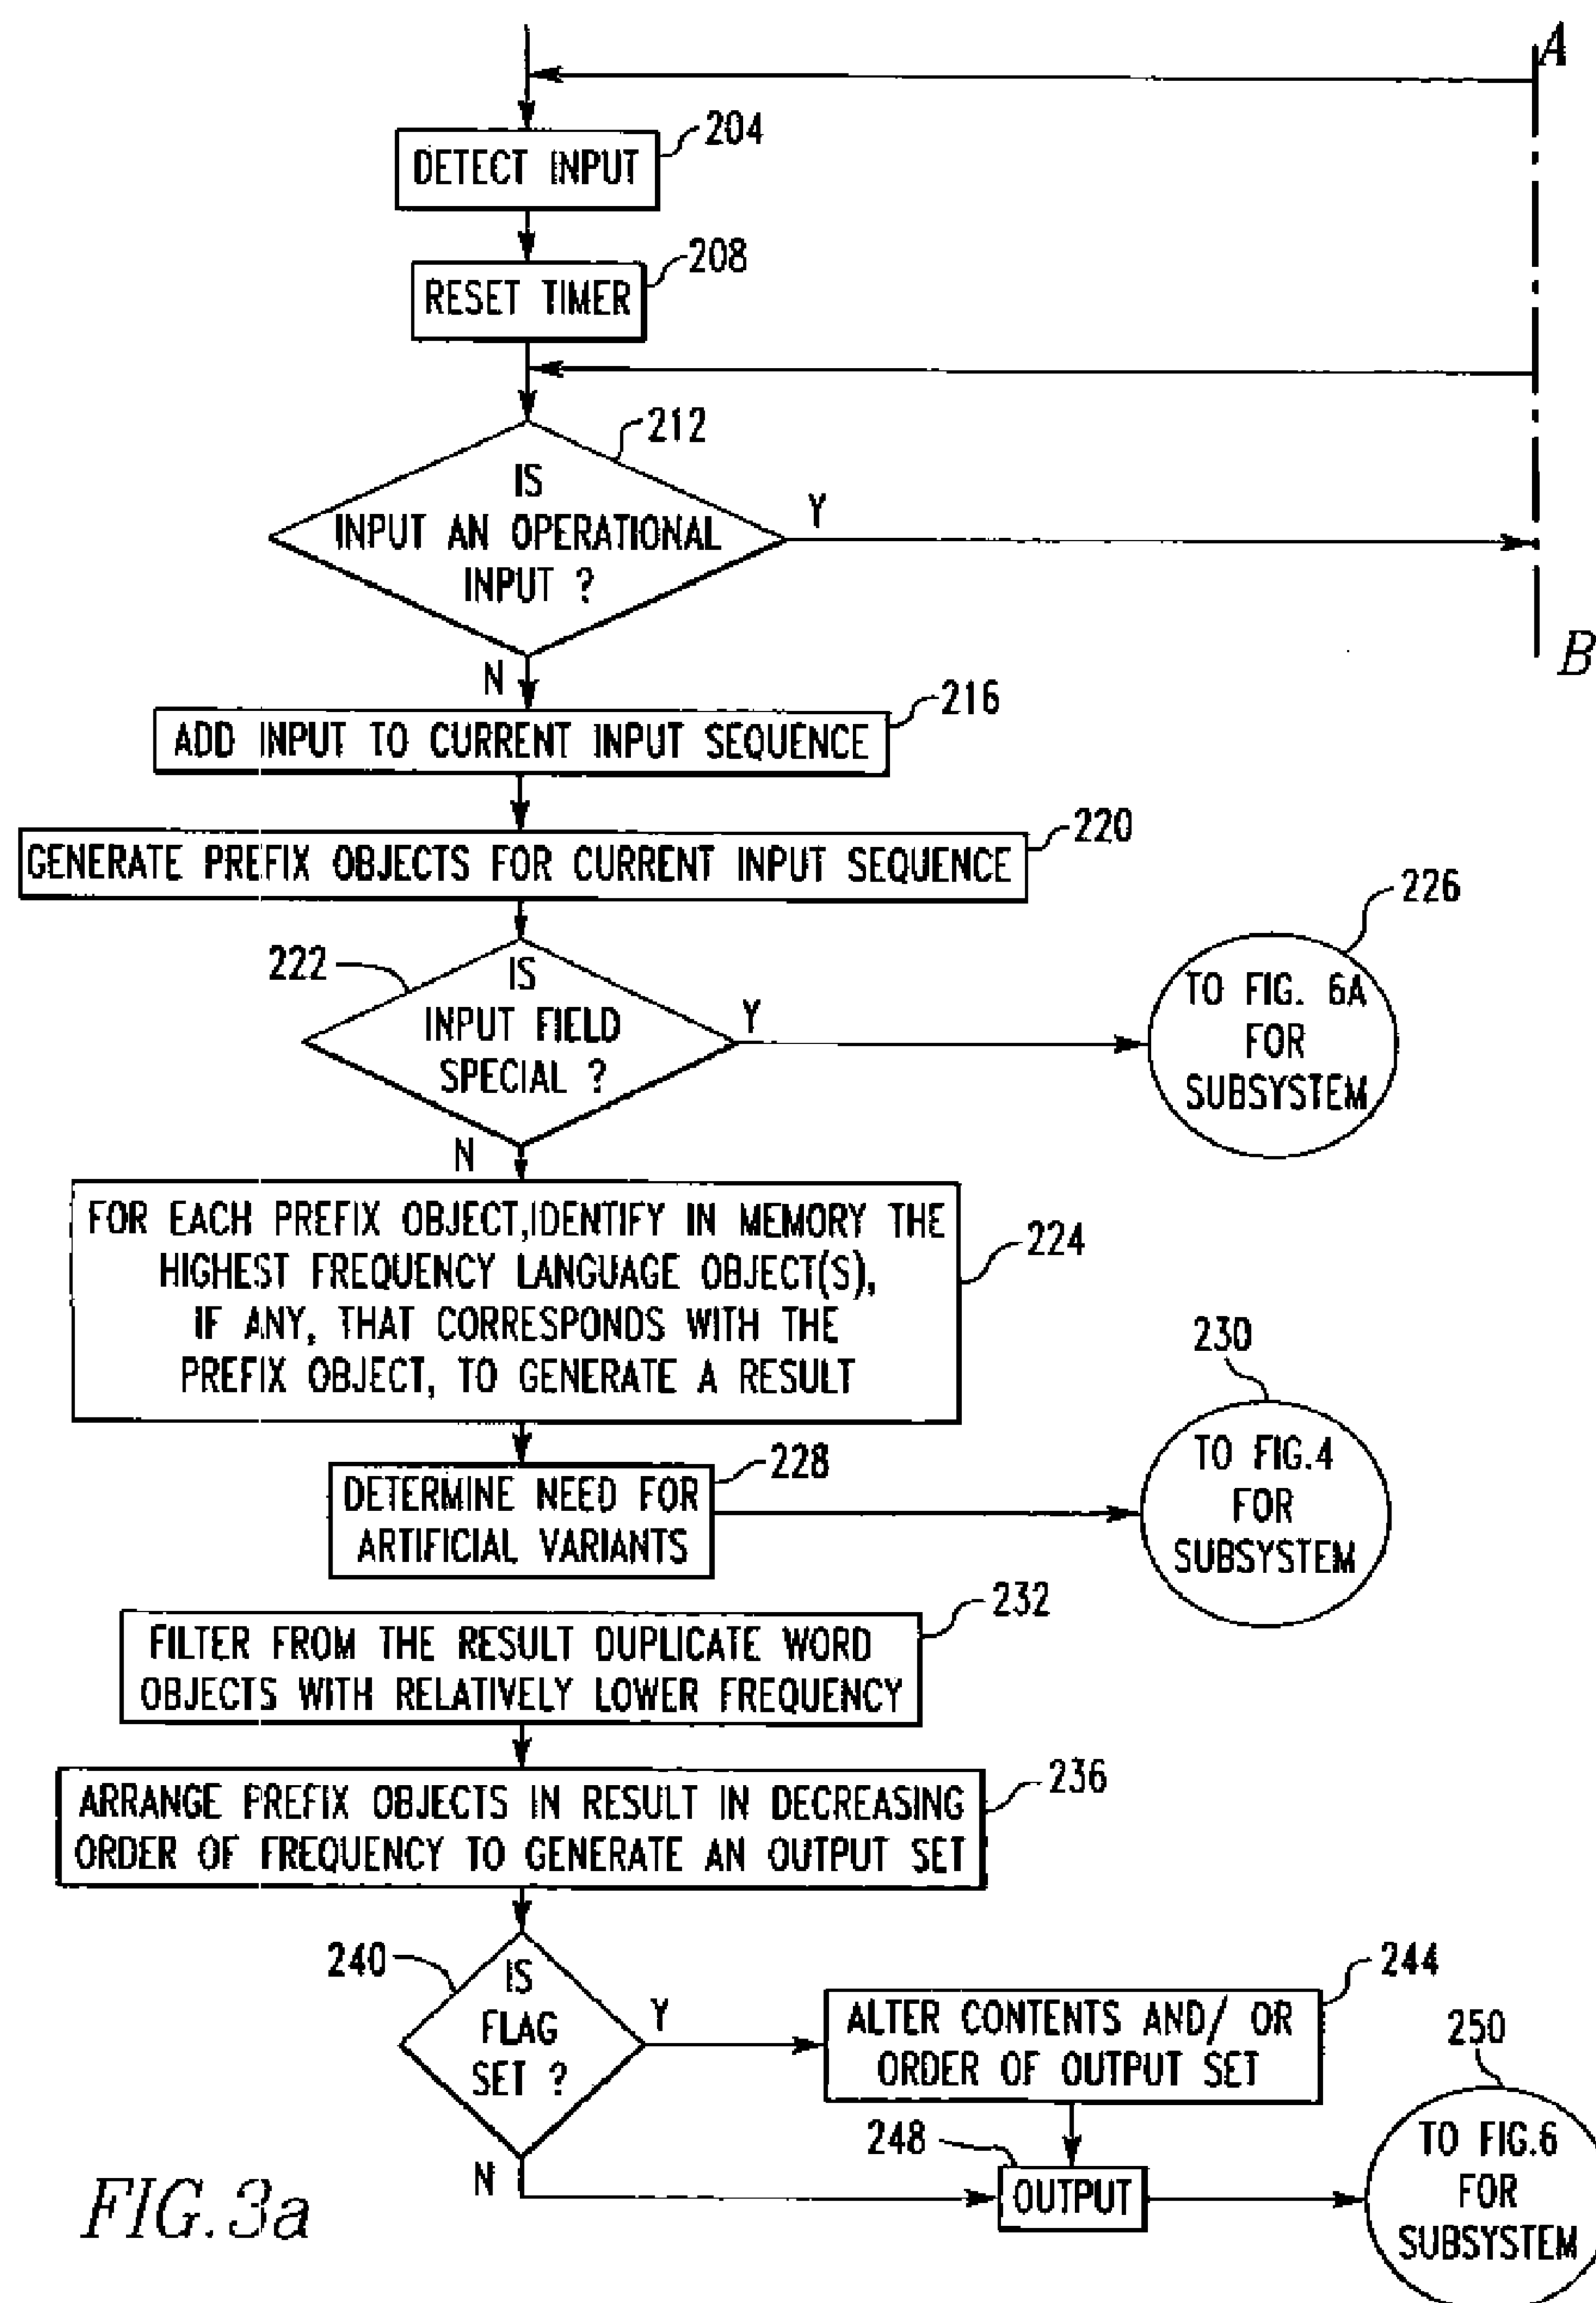 A
204
DETECT INPUT
208
RESET TIMER
212
IS
INPUT AN OPERATIONAL
INPUT ?
Y
B
N
216
ADD INPUT TO CURRENT INPUT SEQUENCE
220
GENERATE PREFIX OBJECTS FOR CURRENT INPUT SEQUENCE
226
222
IS
INPUT FIELD
SPECIAL ?
Y
TO FIG. 6A
FOR
SUBSYSTEM
N
224
FOR EACH PREFIX OBJECT,IDENTIFY IN MEMORY THE
HIGHEST FREQUENCY LANGUAGE OBJECT(S),
IF ANY, THAT CORRESPONDS WITH THE
PREFIX OBJECT, TO GENERATE A RESULT
230
228
DETERMINE NEED FOR
ARTIFICIAL VARIANTS
TO FIG.4
FOR
SUBSYSTEM
232
FILTER FROM THE RESULT DUPLICATE WORD
OBJECTS WITH RELATIVELY LOWER FREQUENCY
236
ARRANGE PREFIX OBJECTS IN RESULT IN DECREASING
ORDER OF FREQUENCY TO GENERATE AN OUTPUT SET
240
IS
FLAG
SET ?
Y
244
ALTER CONTENTS AND/ OR
ORDER OF OUTPUT SET
250
248
N
OUTPUT
TO FIG.6
FOR
SUBSYSTEM
FIG.3a